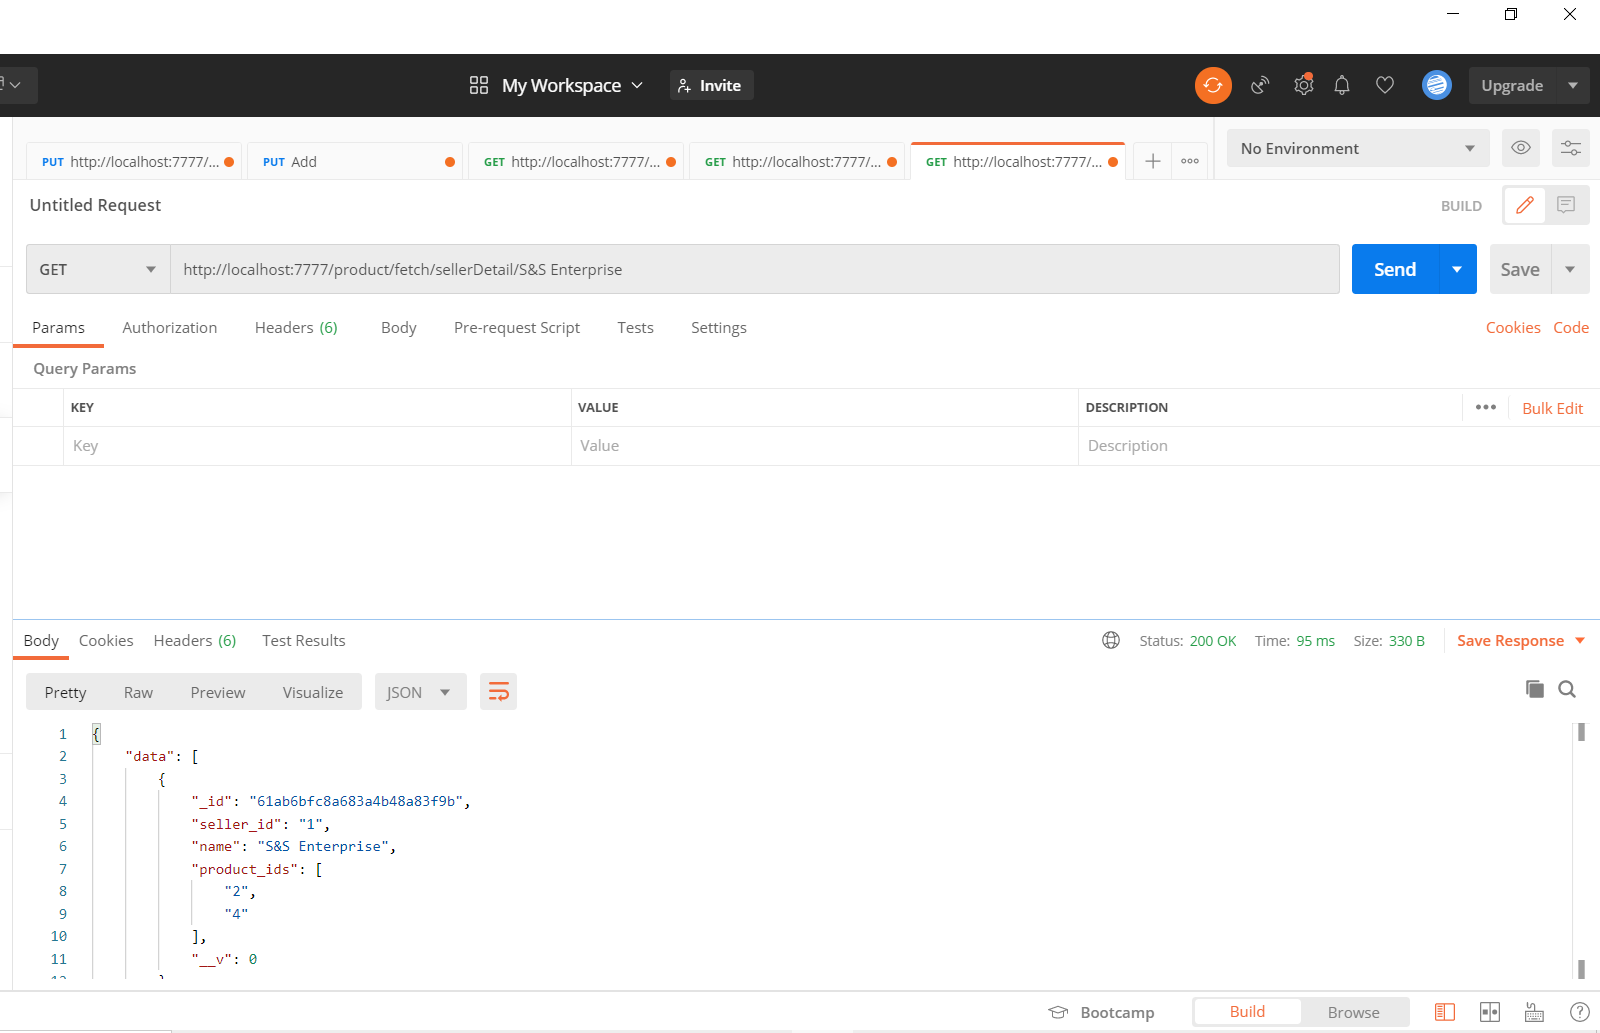 My Workspace Invite Upgrade
PUT http://localhost:7777/... PUT Add GET http://localhost:7777/... GET http://localhost:7777/... GET http://localhost:7777/... No Environment
Untitled Request BUILD
GET http://localhost:7777/product/fetch/sellerDetail/S&S Enterprise Send Save
Params Authorization Headers (6) Body Pre-request Script Tests Settings Cookies Code
Query Params
KEY VALUE DESCRIPTION Bulk Edit
Key Value Description
Body Cookies Headers (6) Test Results Status: 200 OK Time: 95 ms Size: 330 B Save Response
Pretty Raw Preview Visualize JSON
1 {
2 "data": [
3 {
4 "_id": "61ab6bfc8a683a4b48a83f9b",
5 "seller_id": "1",
6 "name": "S&S Enterprise",
7 "product_ids": [
8 "2",
9 "4"
10 ],
11 "__v": 0
Bootcamp Build Browse